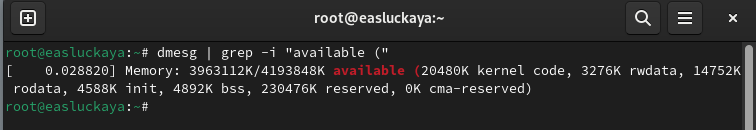 root@easluckaya:~
root@easluckaya:~# dmesg | grep -i "available ("
[    0.028820] Memory: 3963112K/4193848K available (20480K kernel code, 3276K rwdata, 14752K
rodata, 4588K init, 4892K bss, 230476K reserved, 0K cma-reserved)
root@easluckaya:~#